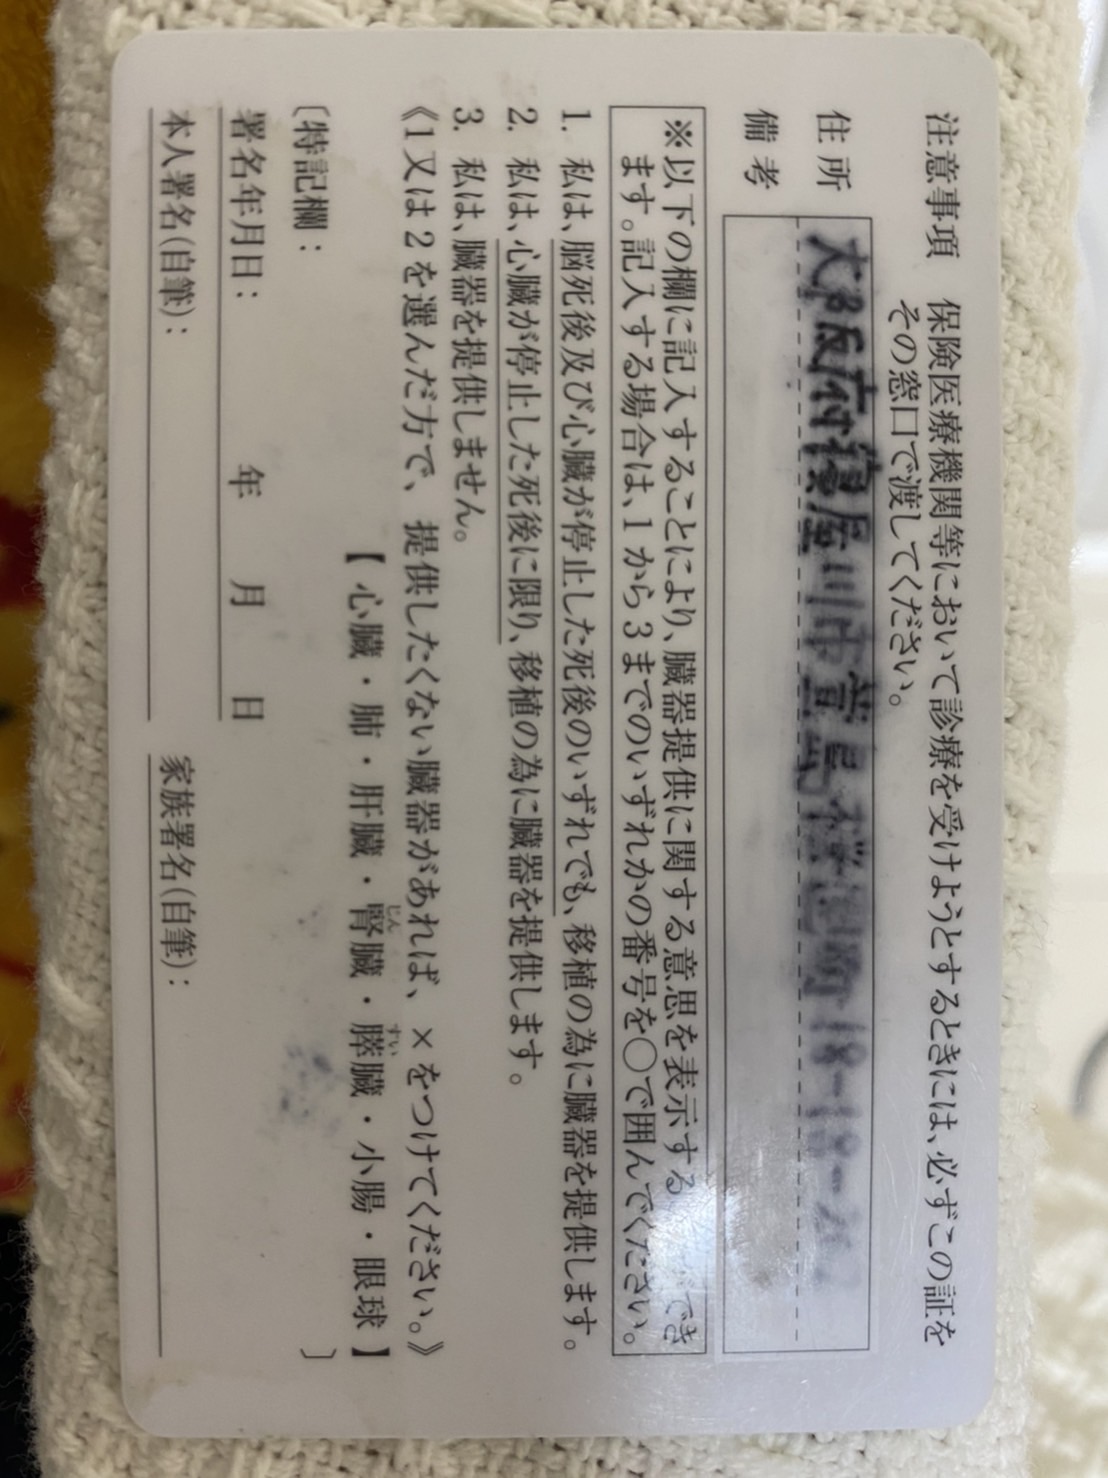 注意事項 保険医療機関等において診療を受けようとするときには、必ずこの証を
その窓口で渡してください。
住所 大阪府寝屋川市 18-18-
備考
※以下の欄に記入することにより、臓器提供に関する意思を表示することができ
ます。記入する場合は、1から3までのいずれかの番号を○で囲んでください。
1. 私は、脳死後及び心臓が停止した死後のいずれでも、移植の為に臓器を提供します。
2. 私は、心臓が停止した死後に限り、移植の為に臓器を提供します。
3. 私は、臓器を提供しません。
《1又は2を選んだ方で、提供したくない臓器があれば、×をつけてください。》
【心臓・肺・肝臓・腎臓・膵臓・小腸・眼球】
〔特記欄： 〕
署名年月日： 年 月 日
本人署名(自筆)： 家族署名(自筆)：